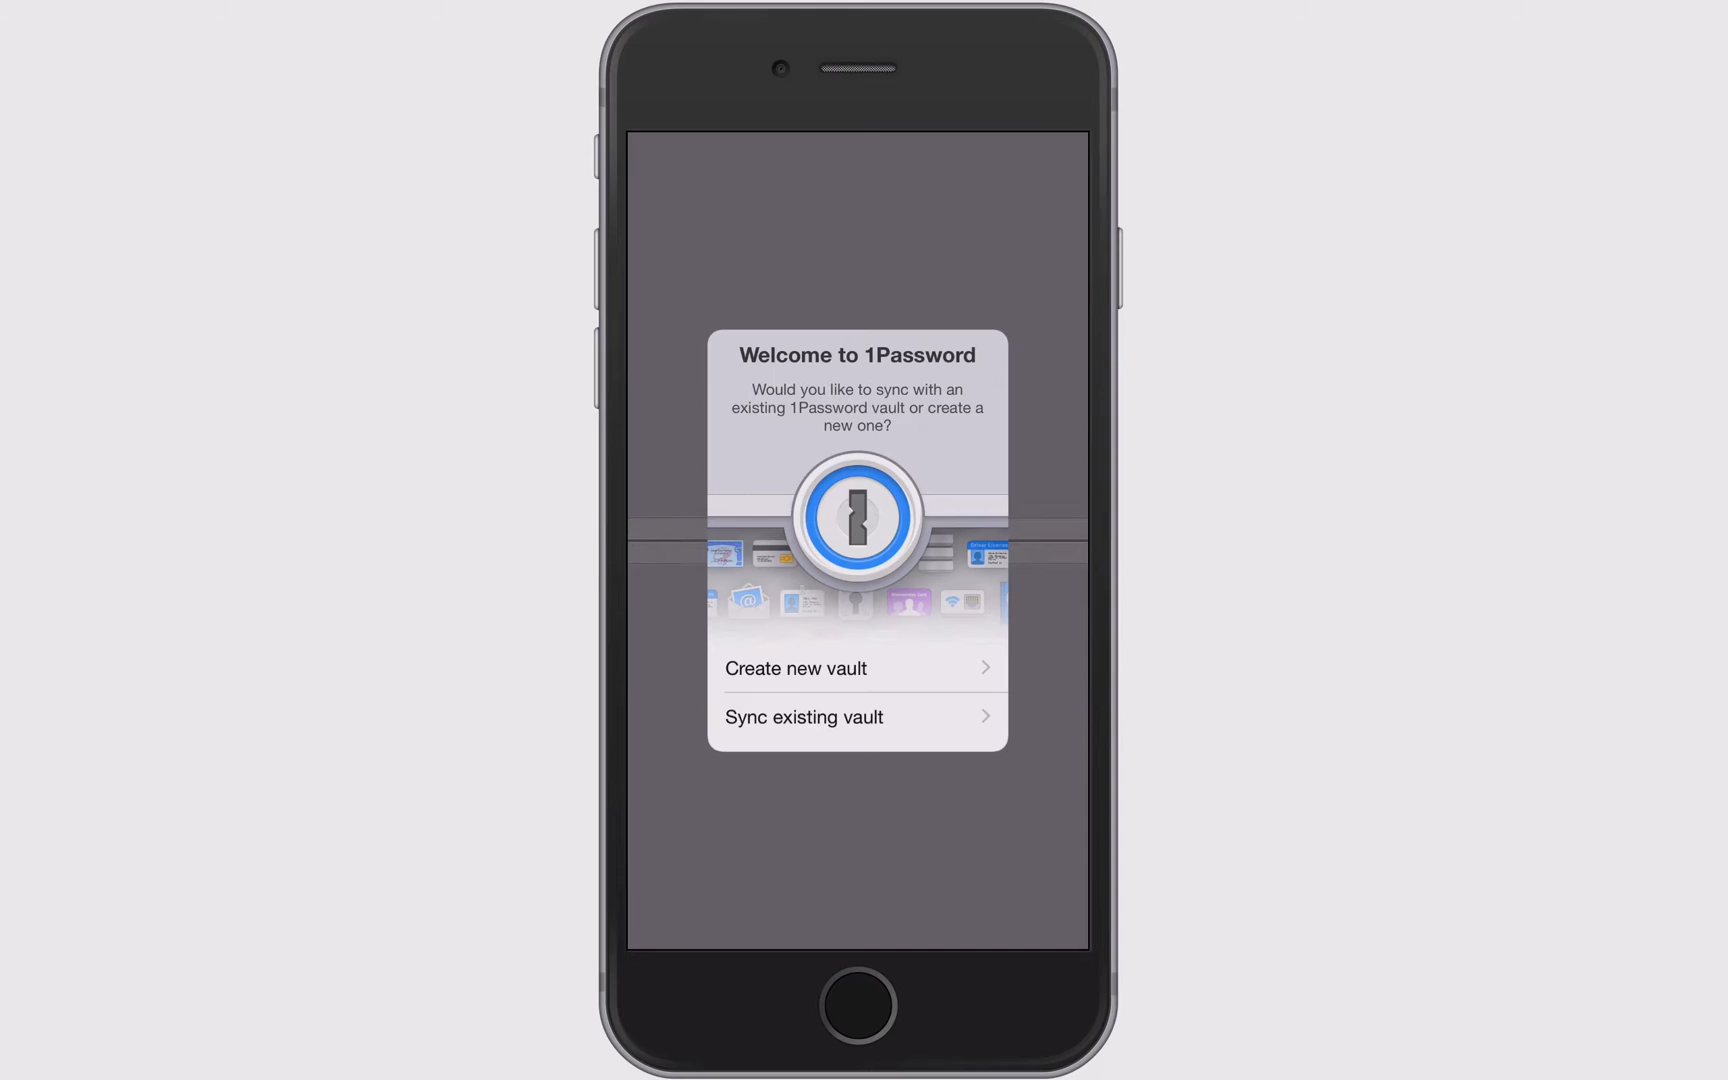 Welcome to 1Password
Would you like to sync with an
existing 1Password vault or create a
new one?
Create new vault
Sync existing vault